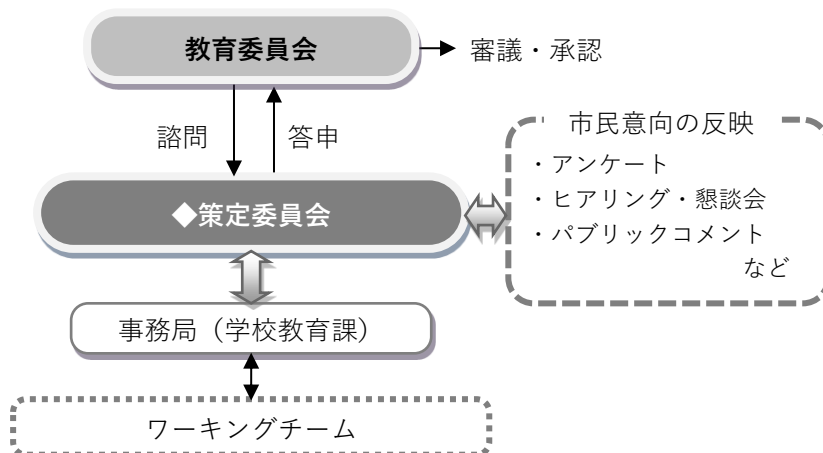 教育委員会
審議・承認
諮問
答申
市民意向の反映
・アンケート
・ヒアリング・懇談会
・パブリックコメント
など
◆策定委員会
事務局（学校教育課）
ワーキングチーム